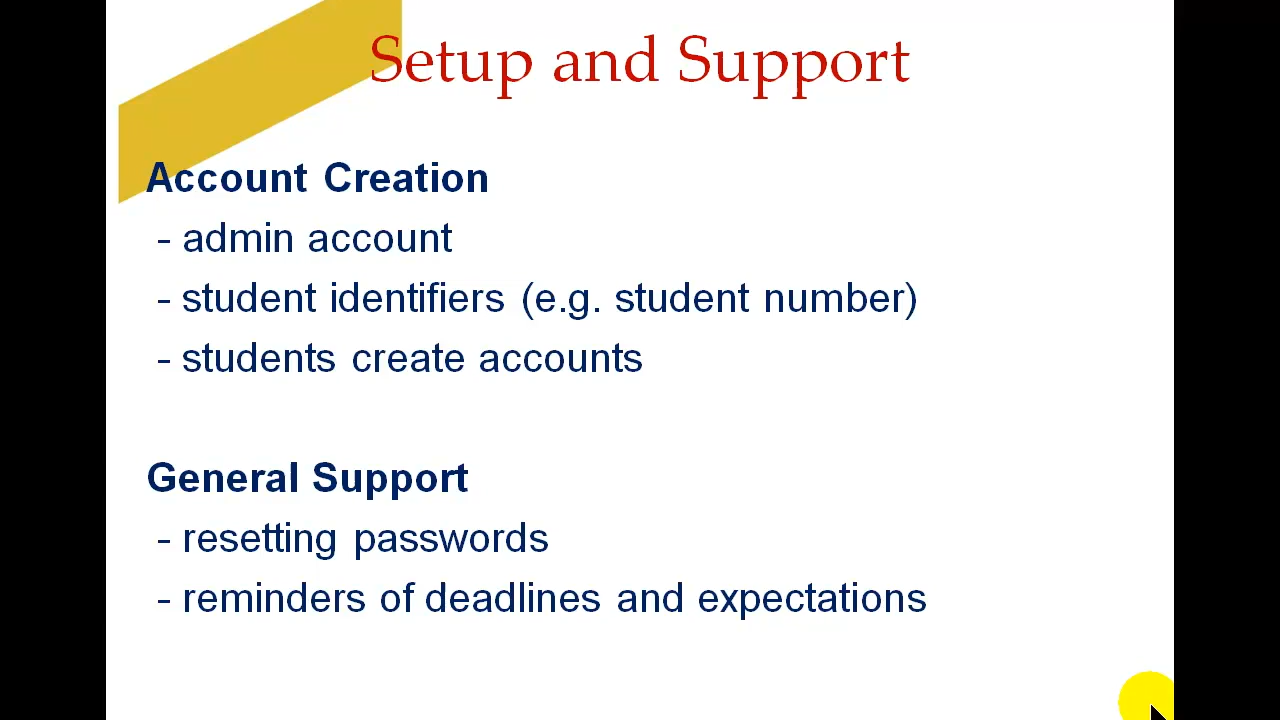 Setup and Support
Account Creation
- admin account
- student identifiers (e.g. student number)
- students create accounts
General Support
- resetting passwords
- reminders of deadlines and expectations